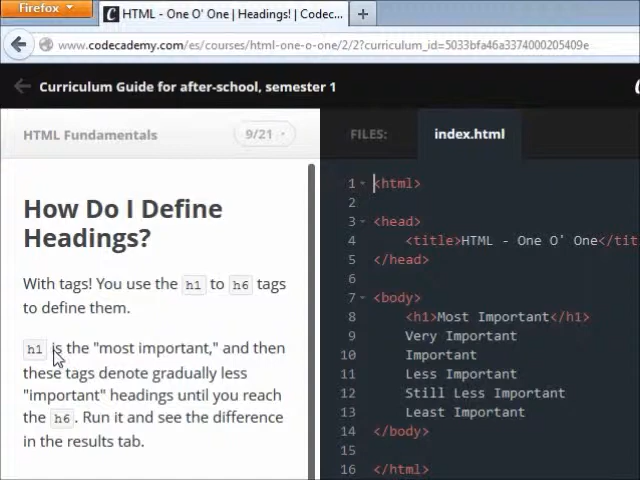 Firefox
HTML - One O' One | Headings! | Codec...
www.codecademy.com/es/courses/html-one-o-one/2/2?curriculum_id=5033bfa46a3374000205409e
Curriculum Guide for after-school, semester 1
HTML Fundamentals
9/21
How Do I Define
Headings?
With tags! You use the h1 to h6 tags
to define them.
h1 is the "most important," and then
these tags denote gradually less
"important" headings until you reach
the h6. Run it and see the difference
in the results tab.
FILES: index.html
1 <html>
2
3 <head>
4 <title>HTML - One O' One</tit
5 </head>
6
7 <body>
8 <h1>Most Important</h1>
9 Very Important
10 Important
11 Less Important
12 Still Less Important
13 Least Important
14 </body>
15
16 </html>